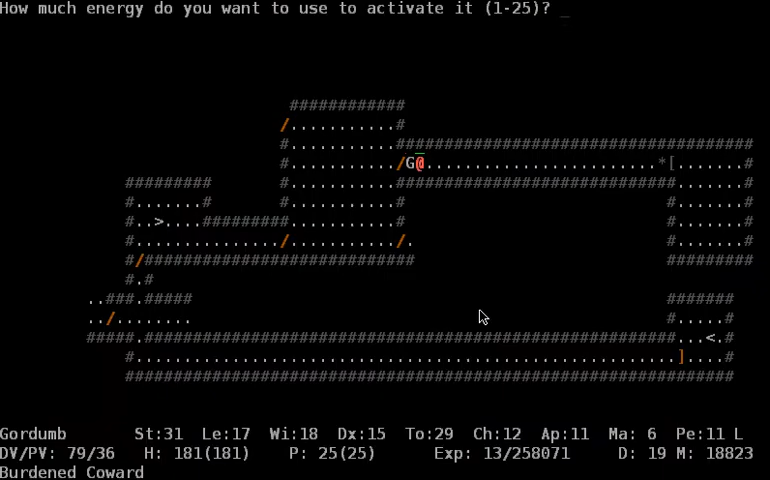 How much energy do you want to use to activate it (1-25)? _
############
/...........#
#...........#####################################
#.........../G@........................*[.......#
######### #...........#############################.......#
#.......# #...........# #.......#
#..>....#########...........# #.......#
#.............../.........../. #.......#
#/############################ #########
#.#
..###.##### #######
../........ #.....#
#####.########################################################...<.#
#.........................................................]....#
################################################################
Gordumb St:31 Le:17 Wi:18 Dx:15 To:29 Ch:12 Ap:11 Ma: 6 Pe:11 L
DV/PV: 79/36 H: 181(181) P: 25(25) Exp: 13/258071 D: 19 M: 18823
Burdened Coward